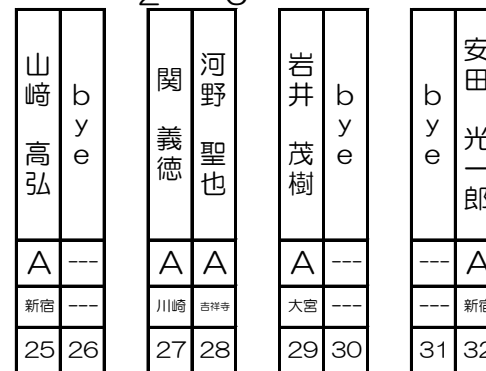 山﨑 高弘
bye
A
---
新宿
---
25 26
関 義徳
河野 聖也
A A
川崎
吉祥寺
27 28
岩井 茂樹
bye
A
---
大宮
---
29 30
bye
安田 光一郎
---
A
---
新宿
31 32